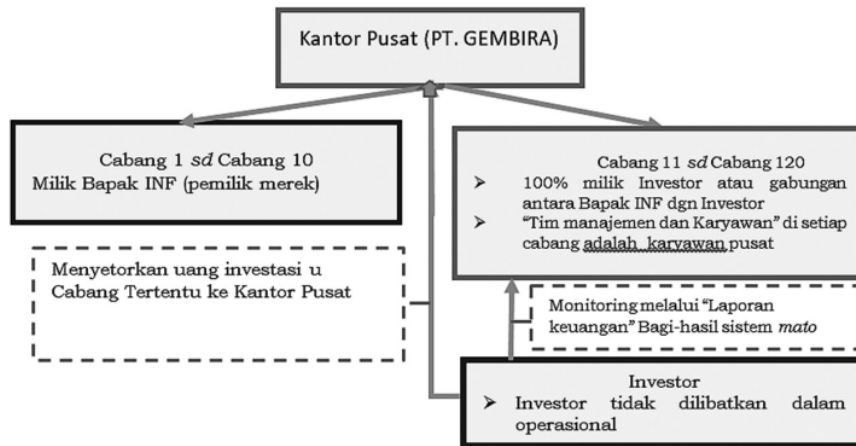 Kantor Pusat (PT. GEMBIRA)
Cabang 1 sd Cabang 10
Milik Bapak INF (pemilik merek)
Cabang 11 sd Cabang 120
➢ 100% milik Investor atau gabungan
antara Bapak INF dgn Investor
➢ “Tim manajemen dan Karyawan” di setiap
cabang adalah karyawan pusat
Menyetorkan uang investasi u
Cabang Tertentu ke Kantor Pusat
Monitoring melalui “Laporan
keuangan” Bagi-hasil sistem mato
Investor
➢ Investor tidak dilibatkan dalam
operasional